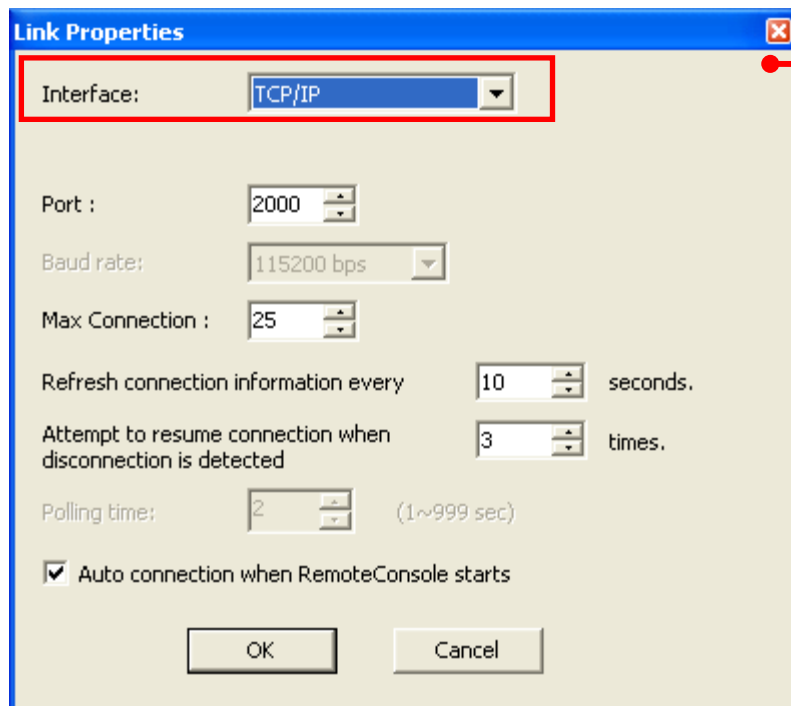 Link Properties
Interface: TCP/IP
Port : 2000
Baud rate: 115200 bps
Max Connection : 25
Refresh connection information every 10 seconds.
Attempt to resume connection when
disconnection is detected 3 times.
Polling time: 2 (1~999 sec)
Auto connection when RemoteConsole starts
OK Cancel